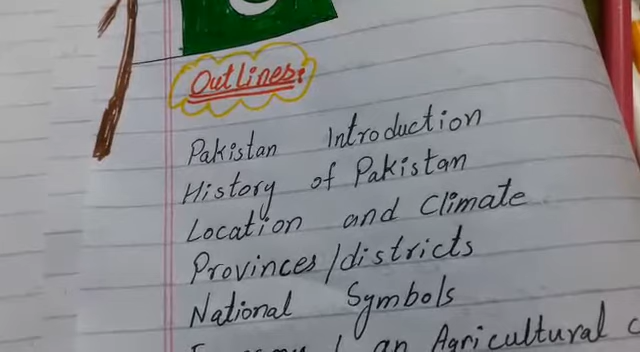 Outlines:
Pakistan Introduction
History of Pakistan
Location and Climate
Provinces/districts
National Symbols
an Agricultural